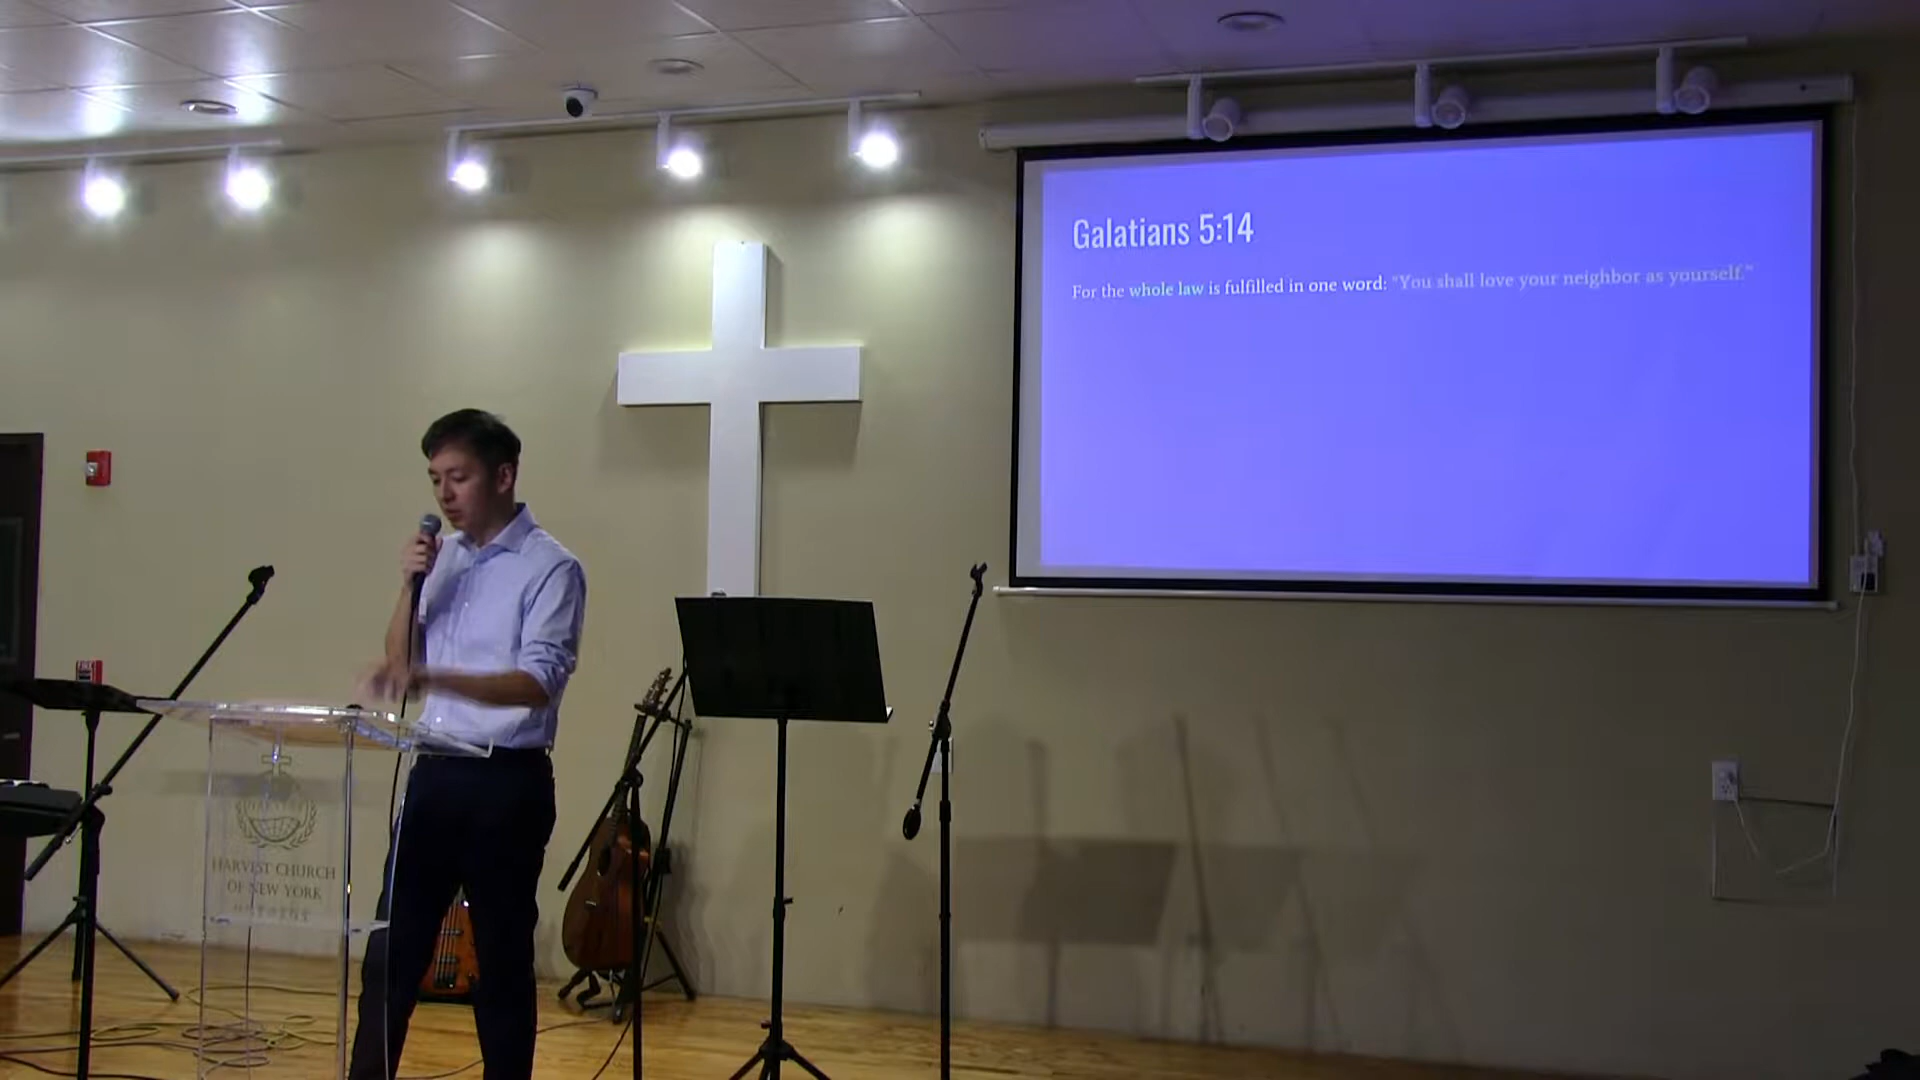 Galatians 5:14
For the whole law is fulfilled in one word: “You shall love your neighbor as yourself.”
HARVEST CHURCH
OF NEW YORK